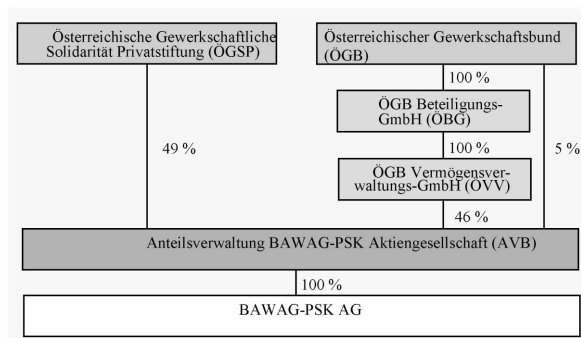 Österreichische Gewerkschaftliche
Solidarität Privatstiftung (ÖGSP)
Österreichischer Gewerkschaftsbund
(ÖGB)
100 %
ÖGB Beteiligungs-
GmbH (ÖBG)
49 %
100 %
5 %
ÖGB Vermögensver-
waltungs-GmbH (ÖVV)
46 %
Anteilsverwaltung BAWAG-PSK Aktiengesellschaft (AVB)
100 %
BAWAG-PSK AG